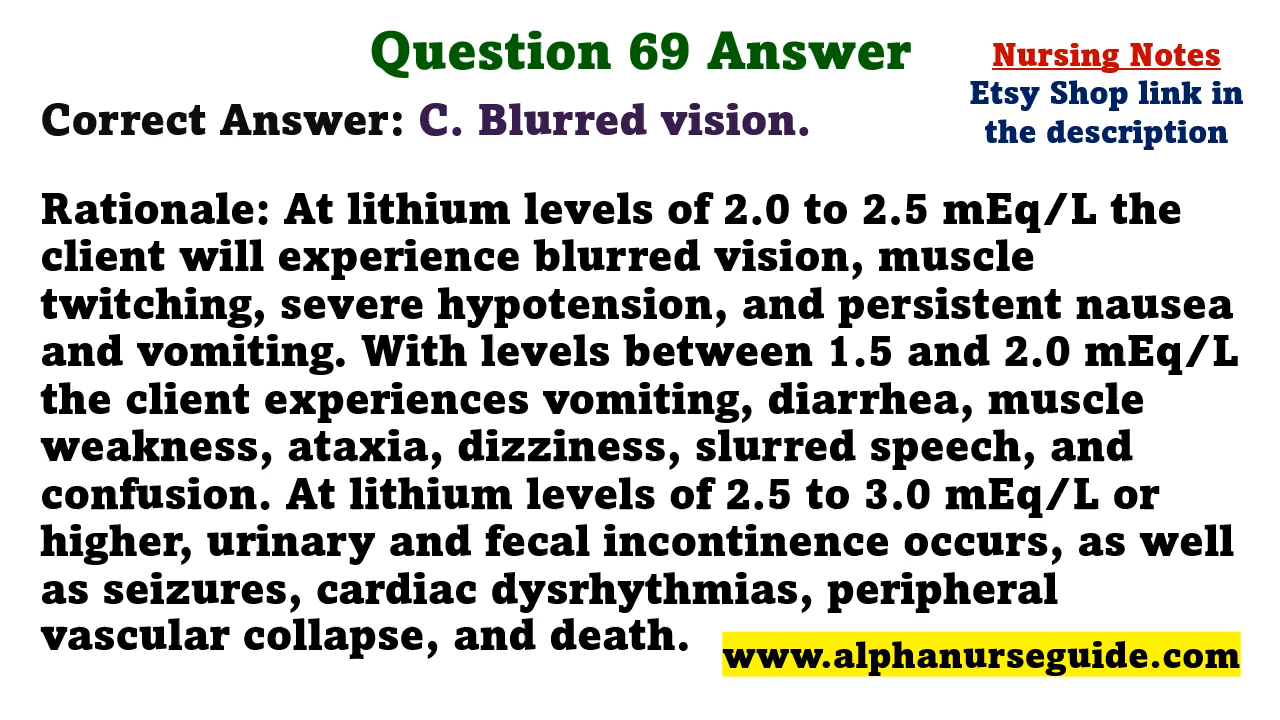 Question 69 Answer
Nursing Notes
Etsy Shop link in
the description
Correct Answer: C. Blurred vision.
Rationale: At lithium levels of 2.0 to 2.5 mEq/L the
client will experience blurred vision, muscle
twitching, severe hypotension, and persistent nausea
and vomiting. With levels between 1.5 and 2.0 mEq/L
the client experiences vomiting, diarrhea, muscle
weakness, ataxia, dizziness, slurred speech, and
confusion. At lithium levels of 2.5 to 3.0 mEq/L or
higher, urinary and fecal incontinence occurs, as well
as seizures, cardiac dysrhythmias, peripheral
vascular collapse, and death.
www.alphanurseguide.com